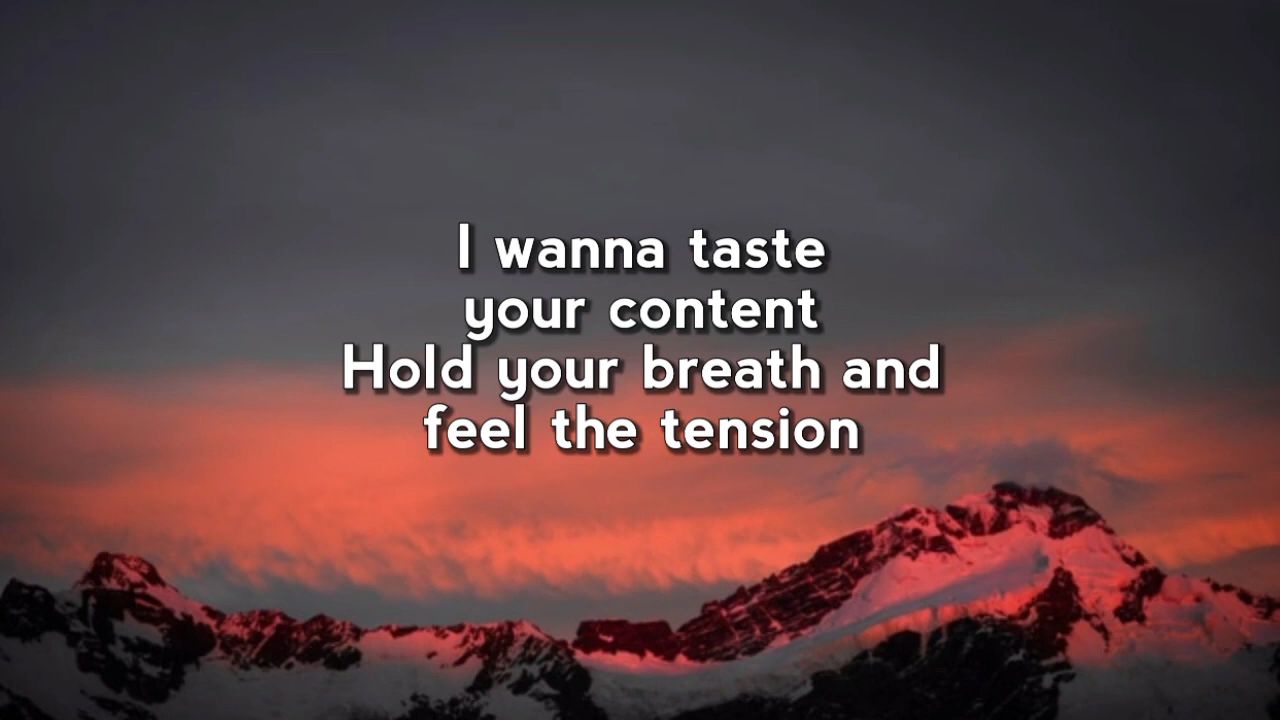 I wanna taste
your content
Hold your breath and
feel the tension